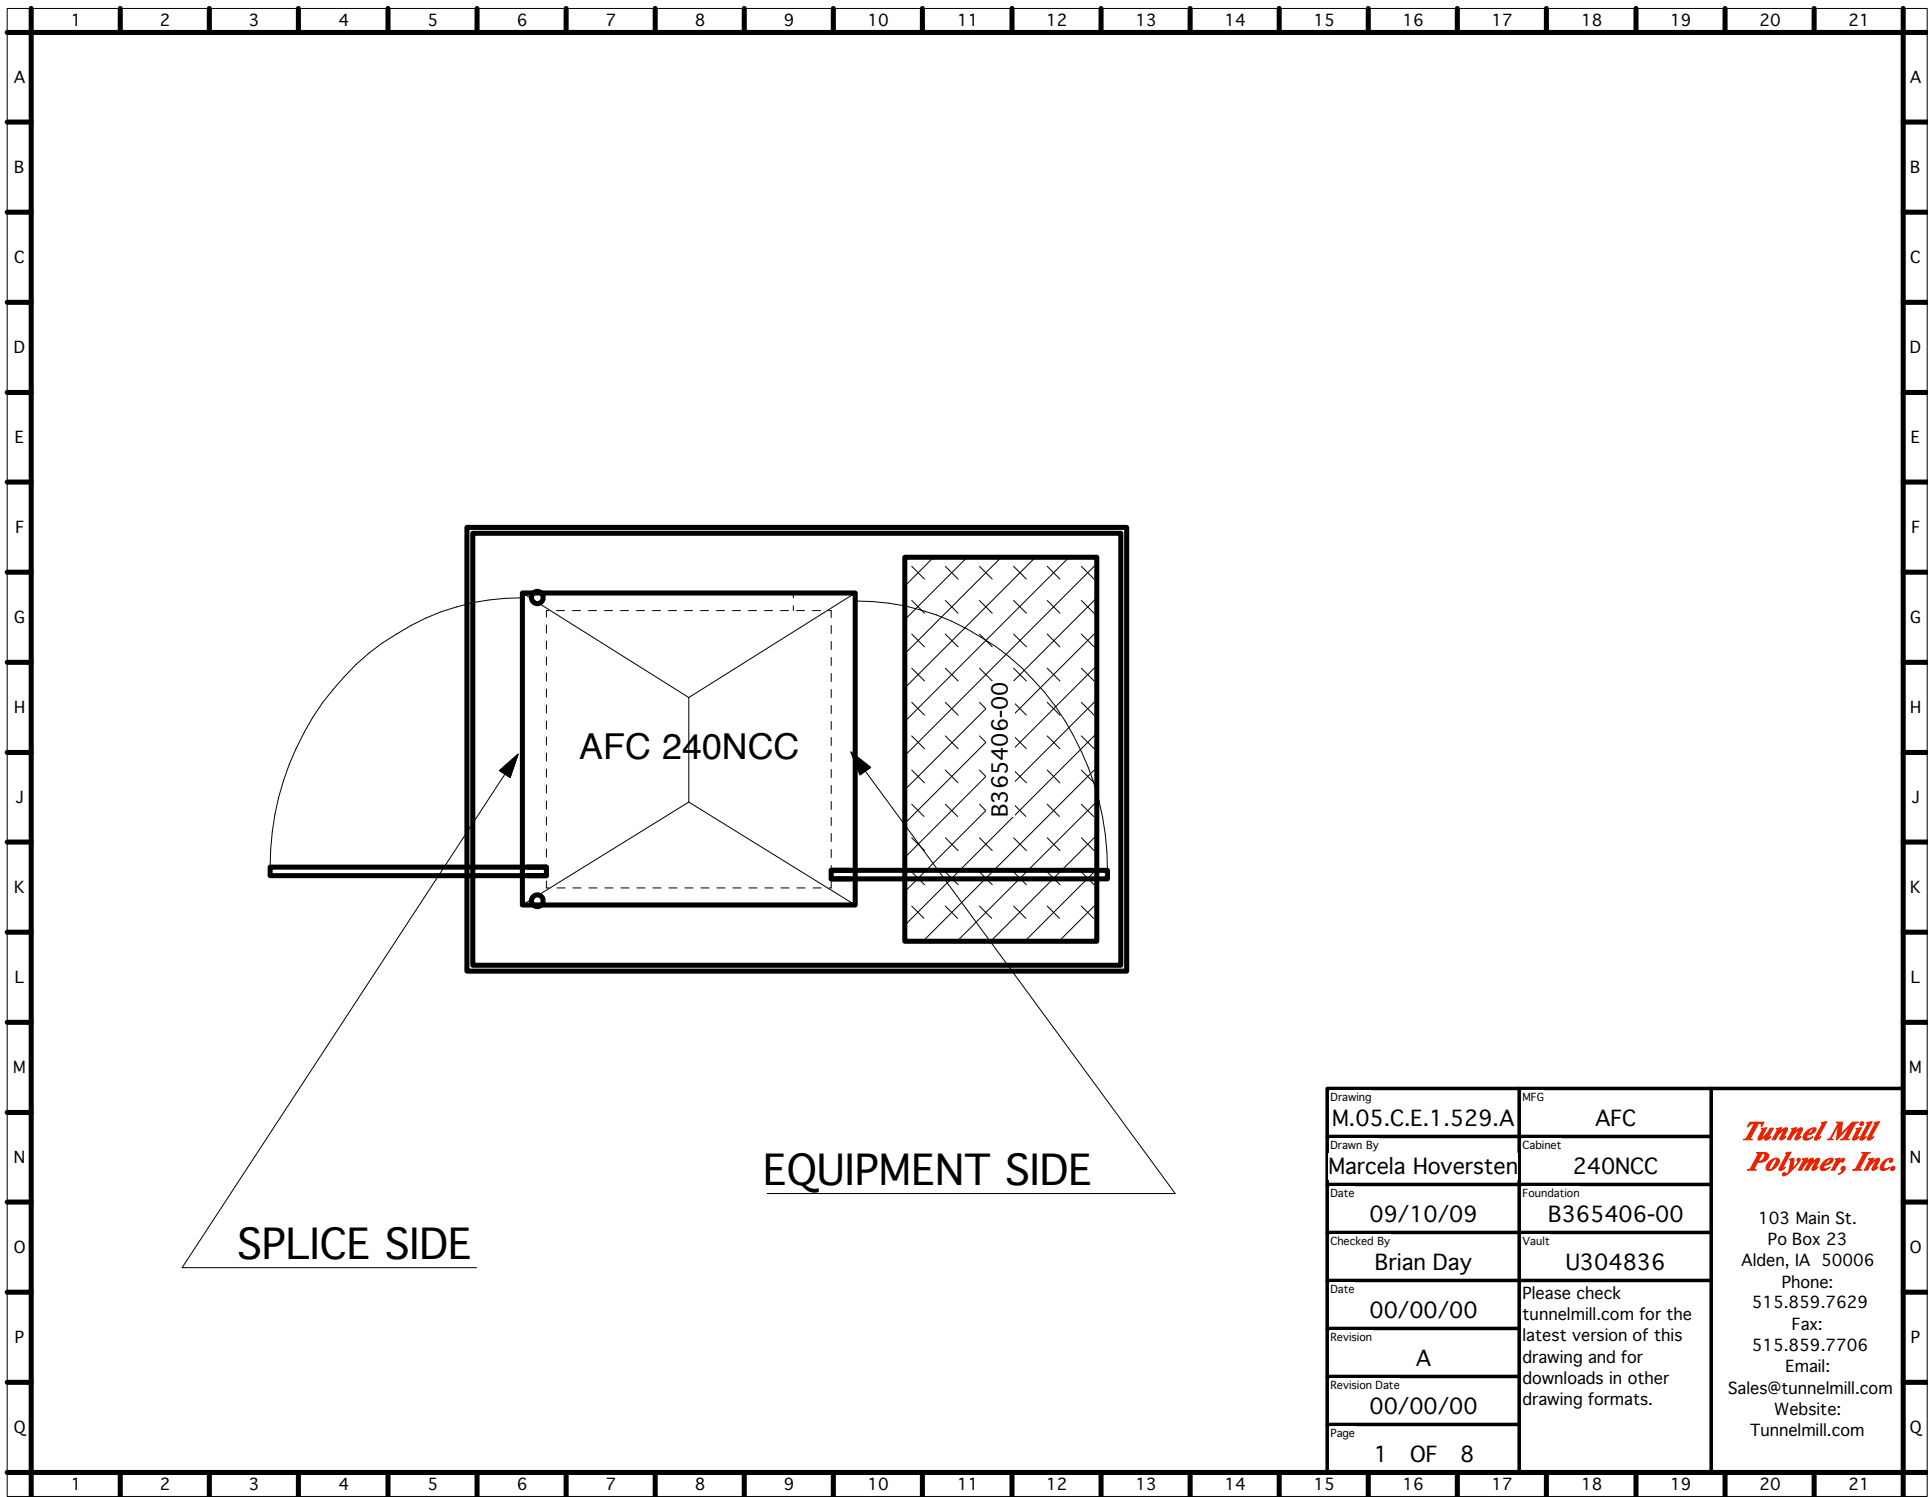 1 2 3 4 5 6 7 8 9 10 11 12 13 14 15 16 17 18 19 20 21
A A
B B
C C
D D
E E
F F
G G
H H
J J
K K
L L
M M
N N
O O
P P
Q Q
AFC 240NCC
B365406-00
SPLICE SIDE
EQUIPMENT SIDE
Drawing
M.05.C.E.1.529.A
Drawn By
Marcela Hoversten
Date
09/10/09
Checked By
Brian Day
Date
00/00/00
Revision
A
Revision Date
00/00/00
Page
1 OF 8
MFG
AFC
Cabinet
240NCC
Foundation
B365406-00
Vault
U304836
Please check
tunnelmill.com for the
latest version of this
drawing and for
downloads in other
drawing formats.
Tunnel Mill
Polymer, Inc.
103 Main St.
Po Box 23
Alden, IA 50006
Phone:
515.859.7629
Fax:
515.859.7706
Email:
Sales@tunnelmill.com
Website:
Tunnelmill.com
1 2 3 4 5 6 7 8 9 10 11 12 13 14 15 16 17 18 19 20 21